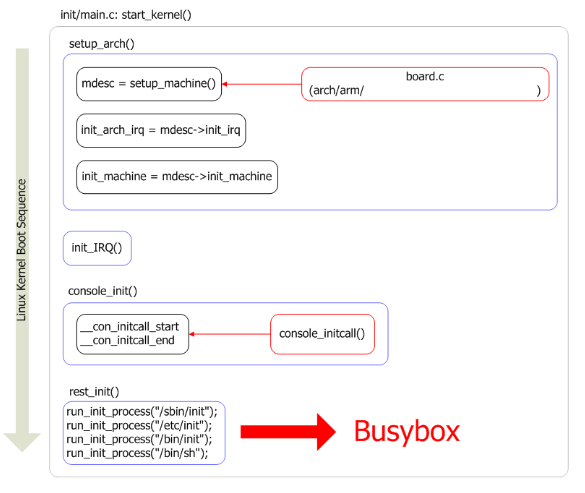 init/main.c: start_kernel()
setup_arch()
mdesc = setup_machine()
board.c
(arch/arm/ )
init_arch_irq = mdesc->init_irq
init_machine = mdesc->init_machine
Linux Kernel Boot Sequence
init_IRQ()
console_init()
__con_initcall_start
__con_initcall_end
console_initcall()
rest_init()
run_init_process("/sbin/init");
run_init_process("/etc/init");
run_init_process("/bin/init");
run_init_process("/bin/sh");
Busybox